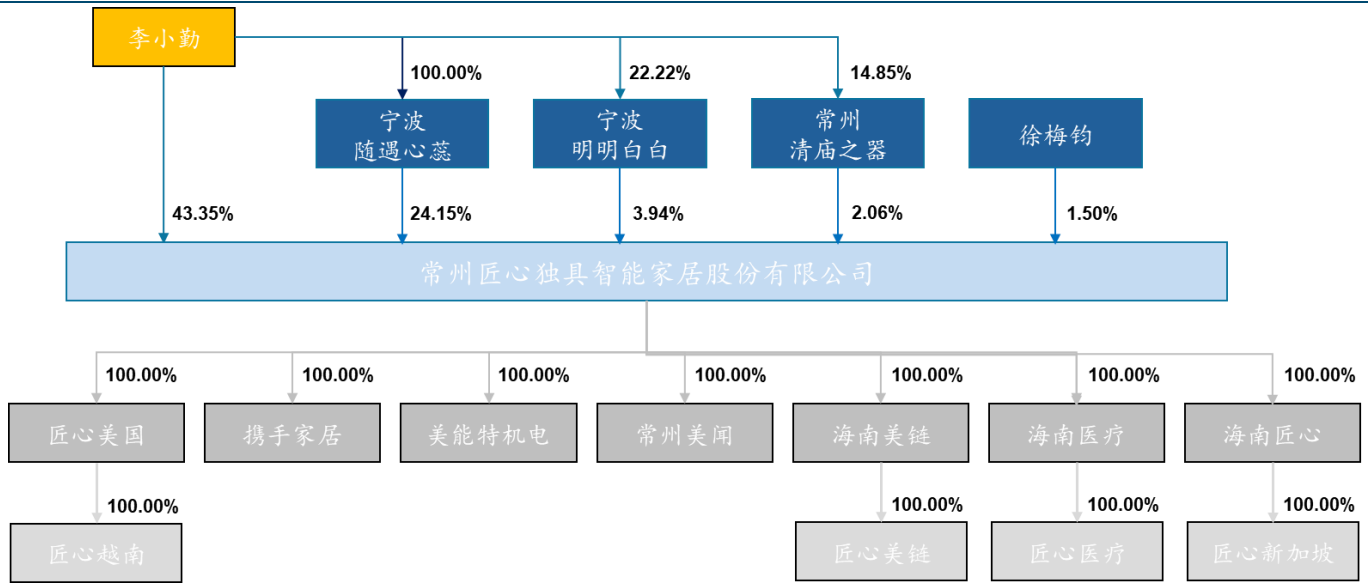 李小勤
100.00%
22.22%
14.85%
宁波
随遇心蕊
宁波
明明白白
常州
清庙之器
徐梅钧
43.35%
24.15%
3.94%
2.06%
1.50%
常州匠心独具智能家居股份有限公司
100.00%
100.00%
100.00%
100.00%
100.00%
100.00%
100.00%
匠心美国
携手家居
美能特机电
常州美闻
海南美链
海南医疗
海南匠心
100.00%
100.00%
100.00%
100.00%
匠心越南
匠心美链
匠心医疗
匠心新加坡